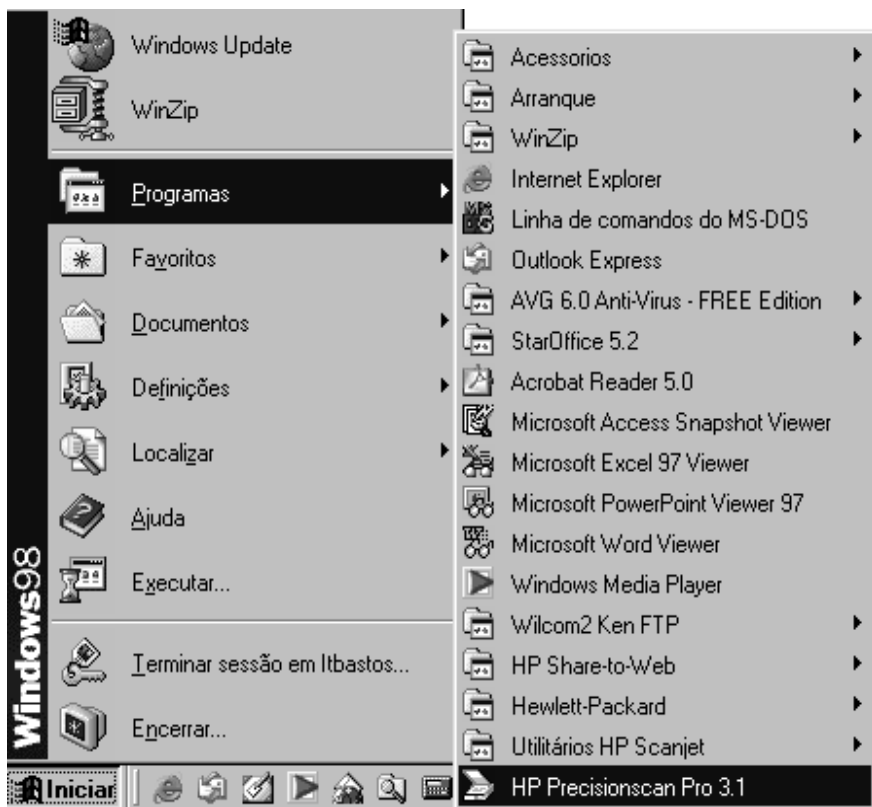 Windows Update
WinZip
Programas
Favoritos
Documentos
Definições
Localizar
Ajuda
Executar...
Terminar sessão em ltbastos...
Encerrar...
Windows98
Iniciar
Acessorios
Arranque
WinZip
Internet Explorer
Linha de comandos do MS-DOS
Outlook Express
AVG 6.0 Anti-Virus - FREE Edition
StarOffice 5.2
Acrobat Reader 5.0
Microsoft Access Snapshot Viewer
Microsoft Excel 97 Viewer
Microsoft PowerPoint Viewer 97
Microsoft Word Viewer
Windows Media Player
Wilcom2 Ken FTP
HP Share-to-Web
Hewlett-Packard
Utilitários HP Scanjet
HP Precisionscan Pro 3.1